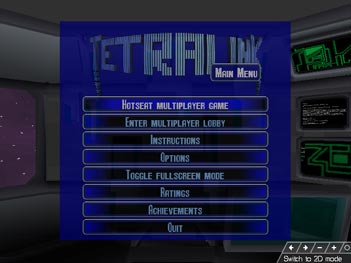 TETRALINK
MAIN MENU
HOTSEAT MULTIPLAYER GAME
ENTER MULTIPLAYER LOBBY
INSTRUCTIONS
OPTIONS
TOGGLE FULLSCREEN MODE
RATINGS
ACHIEVEMENTS
QUIT
Switch to 2D mode